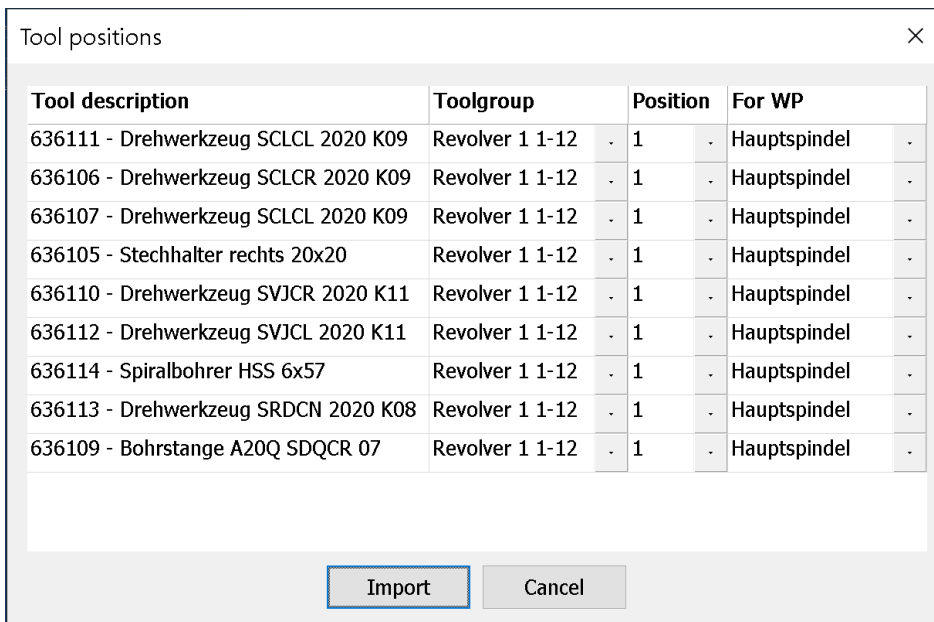 Tool positions
Tool description Toolgroup Position For WP
636111 - Drehwerkzeug SCLCL 2020 K09 Revolver 1 1-12 1 Hauptspindel
636106 - Drehwerkzeug SCLCR 2020 K09 Revolver 1 1-12 1 Hauptspindel
636107 - Drehwerkzeug SCLCL 2020 K09 Revolver 1 1-12 1 Hauptspindel
636105 - Stechhalter rechts 20x20 Revolver 1 1-12 1 Hauptspindel
636110 - Drehwerkzeug SVJCR 2020 K11 Revolver 1 1-12 1 Hauptspindel
636112 - Drehwerkzeug SVJCL 2020 K11 Revolver 1 1-12 1 Hauptspindel
636114 - Spiralbohrer HSS 6x57 Revolver 1 1-12 1 Hauptspindel
636113 - Drehwerkzeug SRDCN 2020 K08 Revolver 1 1-12 1 Hauptspindel
636109 - Bohrstange A20Q SDQCR 07 Revolver 1 1-12 1 Hauptspindel
Import Cancel